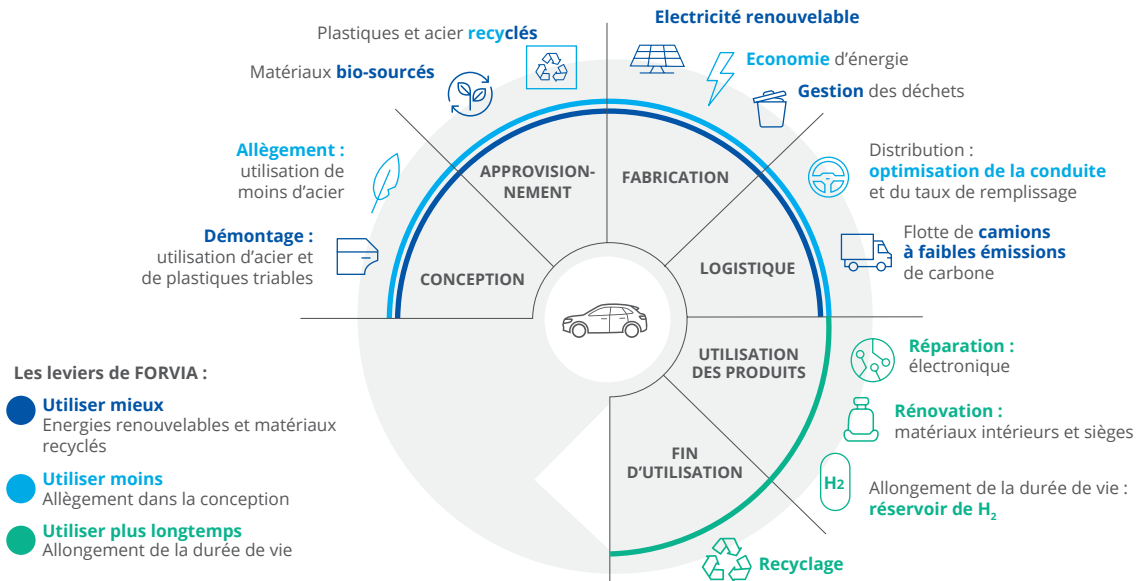 Electricité renouvelable
Plastiques et acier recyclés
Economie d'énergie
Matériaux bio-sourcés
Gestion des déchets
Allègement :
utilisation de
moins d'acier
APPROVISION-
NEMENT
FABRICATION
Distribution :
optimisation de la conduite
et du taux de remplissage
Démontage :
utilisation d'acier et
de plastiques triables
CONCEPTION
LOGISTIQUE
Flotte de camions
à faibles émissions
de carbone
UTILISATION
DES PRODUITS
Réparation :
électronique
Rénovation :
matériaux intérieurs et sièges
FIN
D'UTILISATION
H2
Allongement de la durée de vie :
réservoir de H₂
Recyclage
Les leviers de FORVIA :
Utiliser mieux
Energies renouvelables et matériaux
recyclés
Utiliser moins
Allègement dans la conception
Utiliser plus longtemps
Allongement de la durée de vie